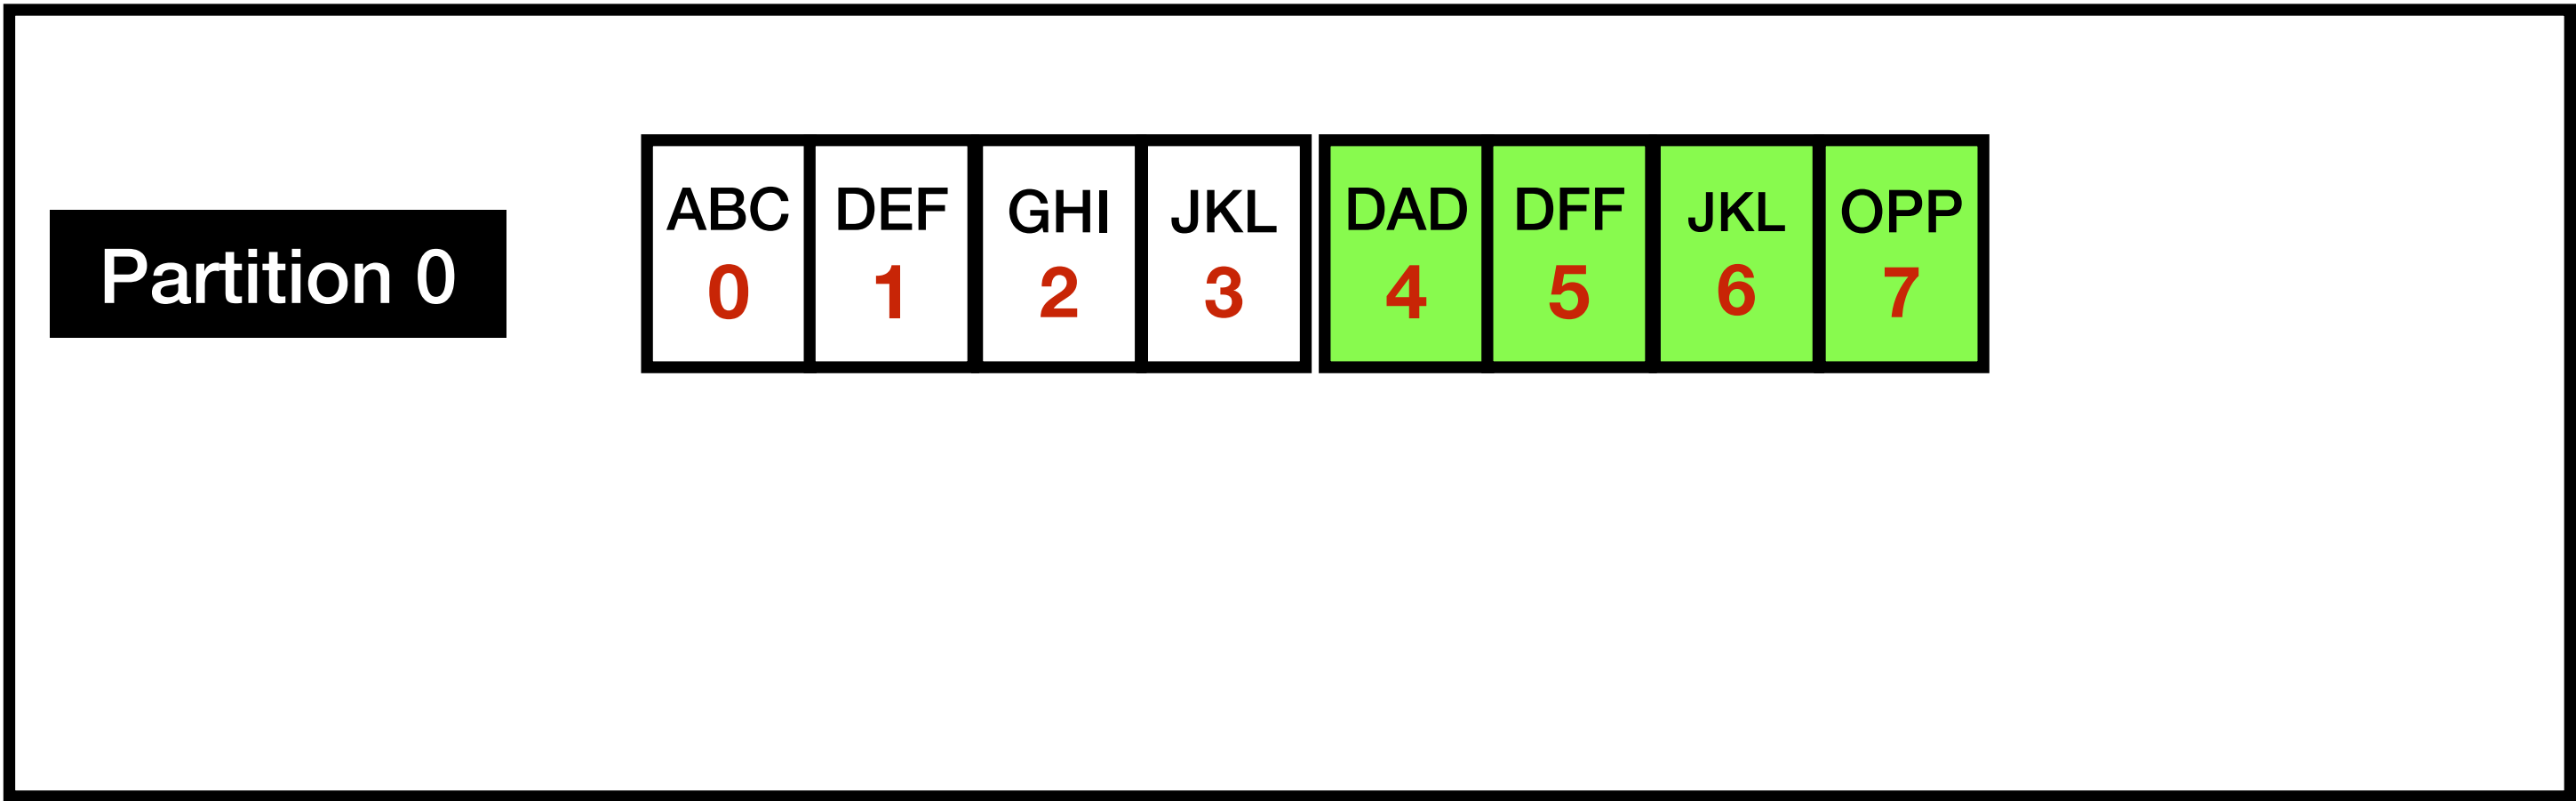 Partition 0
ABC DEF GHI JKL DAD DFF JKL OPP
0 1 2 3 4 5 6 7